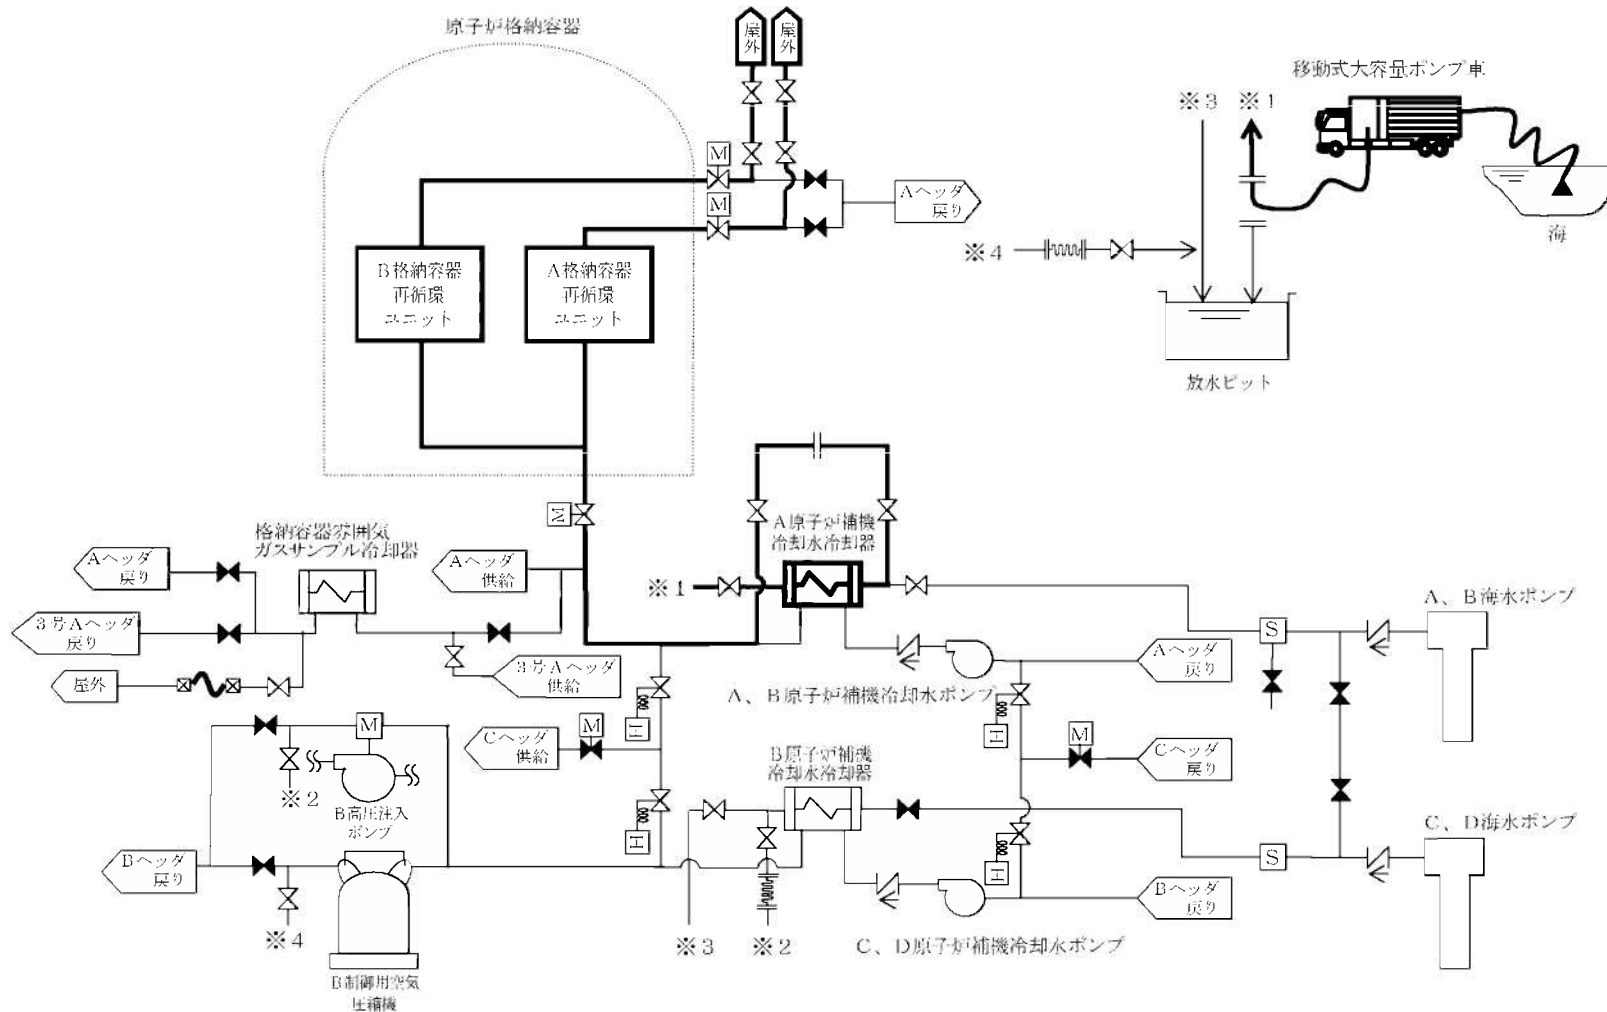 原子炉格納容器
屋外
屋外
移動式大容量ポンプ車
※3
※1
M
M
Aヘッダ
戻り
※4
海
B格納容器
再循環
ユニット
A格納容器
再循環
ユニット
放水ピット
M
A原子炉補機
冷却水冷却器
格納容器雰囲気
ガスサンプル冷却器
Aヘッダ
戻り
Aヘッダ
供給
※1
A、B海水ポンプ
3号Aヘッダ
戻り
S
3号Aヘッダ
供給
Aヘッダ
戻り
屋外
A、B原子炉補機冷却水ポンプ
H
H
M
M
M
Cヘッダ
供給
Cヘッダ
戻り
B原子炉補機
冷却水冷却器
※2
B高圧注入
ポンプ
H
H
C、D海水ポンプ
S
Bヘッダ
戻り
Bヘッダ
戻り
※4
※3
※2
C、D原子炉補機冷却水ポンプ
B制御用空気
圧縮機